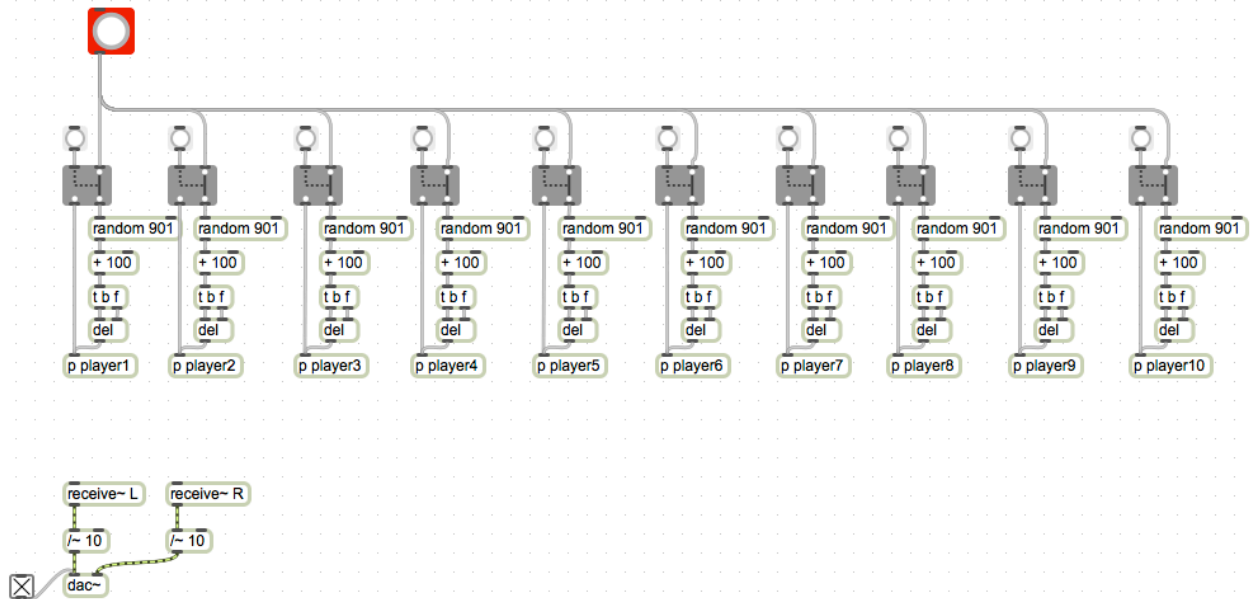 random 901 random 901 random 901 random 901 random 901 random 901 random 901 random 901 random 901 random 901
+ 100 + 100 + 100 + 100 + 100 + 100 + 100 + 100 + 100 + 100
t b f t b f t b f t b f t b f t b f t b f t b f t b f t b f
del del del del del del del del del del
p player1 p player2 p player3 p player4 p player5 p player6 p player7 p player8 p player9 p player10
receive~ L receive~ R
/~ 10 /~ 10
dac~